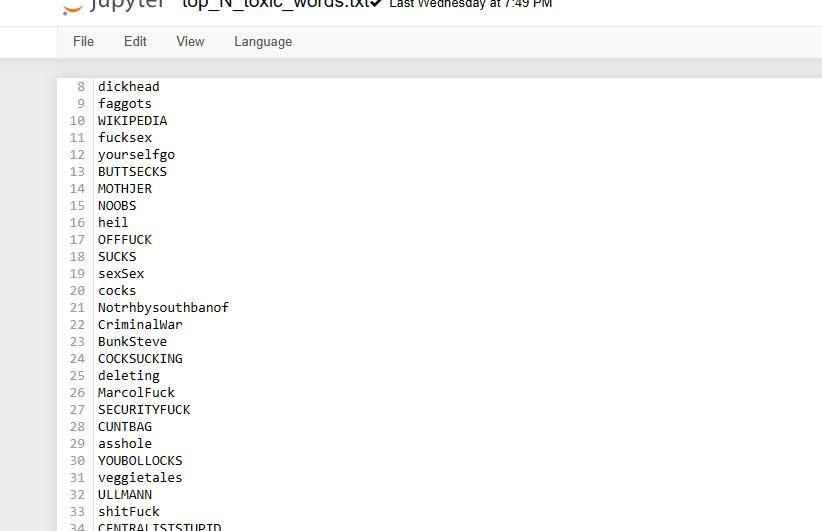 jupyter top_N_toxic_words.txt✔ Last Wednesday at 7:49 PM
File Edit View Language
8 dickhead
9 faggots
10 WIKIPEDIA
11 fucksex
12 yourselfgo
13 BUTTSECKS
14 MOTHJER
15 NOOBS
16 heil
17 OFFFUCK
18 SUCKS
19 sexSex
20 cocks
21 Notrhbysouthbanof
22 CriminalWar
23 BunkSteve
24 COCKSUCKING
25 deleting
26 MarcolFuck
27 SECURITYFUCK
28 CUNTBAG
29 asshole
30 YOUBOLLOCKS
31 veggietales
32 ULLMANN
33 shitFuck
34 CENTRALISTSTUPID